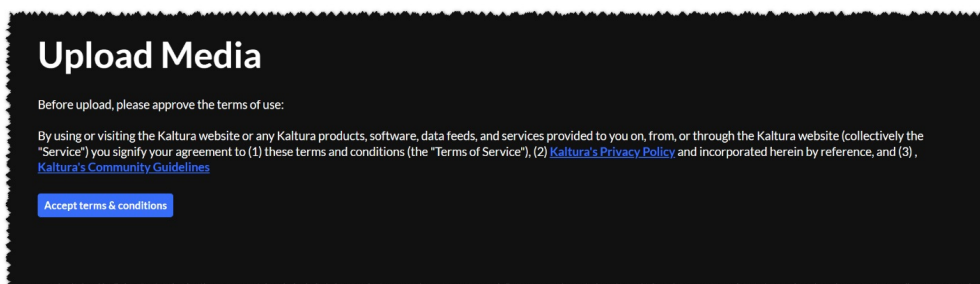 Upload Media
Before upload, please approve the terms of use:
By using or visiting the Kaltura website or any Kaltura products, software, data feeds, and services provided to you on, from, or through the Kaltura website (collectively the
"Service") you signify your agreement to (1) these terms and conditions (the "Terms of Service"), (2) Kaltura's Privacy Policy and incorporated herein by reference, and (3) ,
Kaltura's Community Guidelines
Accept terms & conditions